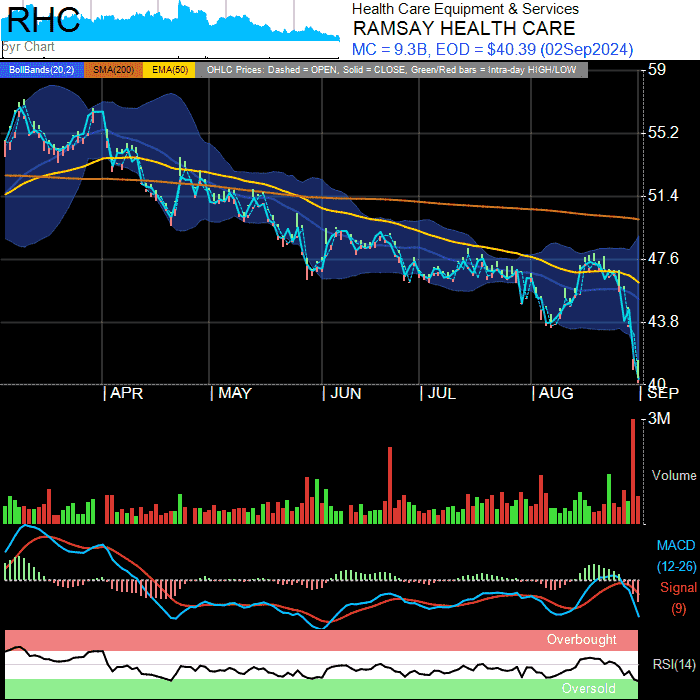 RHC
5yr Chart
Health Care Equipment & Services
RAMSAY HEALTH CARE
MC = 9.3B, EOD = $40.39 (02Sep2024)
BollBands(20,2) SMA(200) EMA(50) OHLC Prices: Dashed = OPEN, Solid = CLOSE, Green/Red bars = Intra-day HIGH/LOW
59
55.2
51.4
47.6
43.8
40
| APR | MAY | JUN | JUL | AUG | SEP
3M
Volume
MACD
(12-26)
Signal
(9)
Overbought
RSI(14)
Oversold